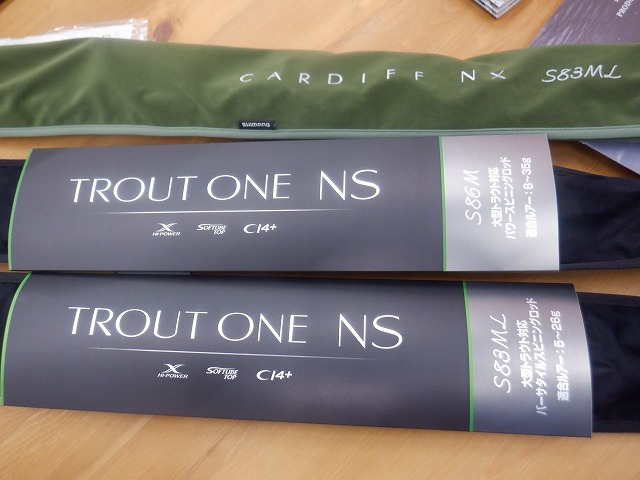 CARDIFF NX S83ML
SHIMANO
TROUT ONE NS
X
HI-POWER
SOFTUBE
TOP
CI4+
S86M
大型トラウト対応
パワースピニングロッド
適合ルアー:8~35g
TROUT ONE NS
X
HI-POWER
SOFTUBE
TOP
CI4+
S83ML
大型トラウト対応
バーサタイルスピニングロッド
適合ルアー:5~26g